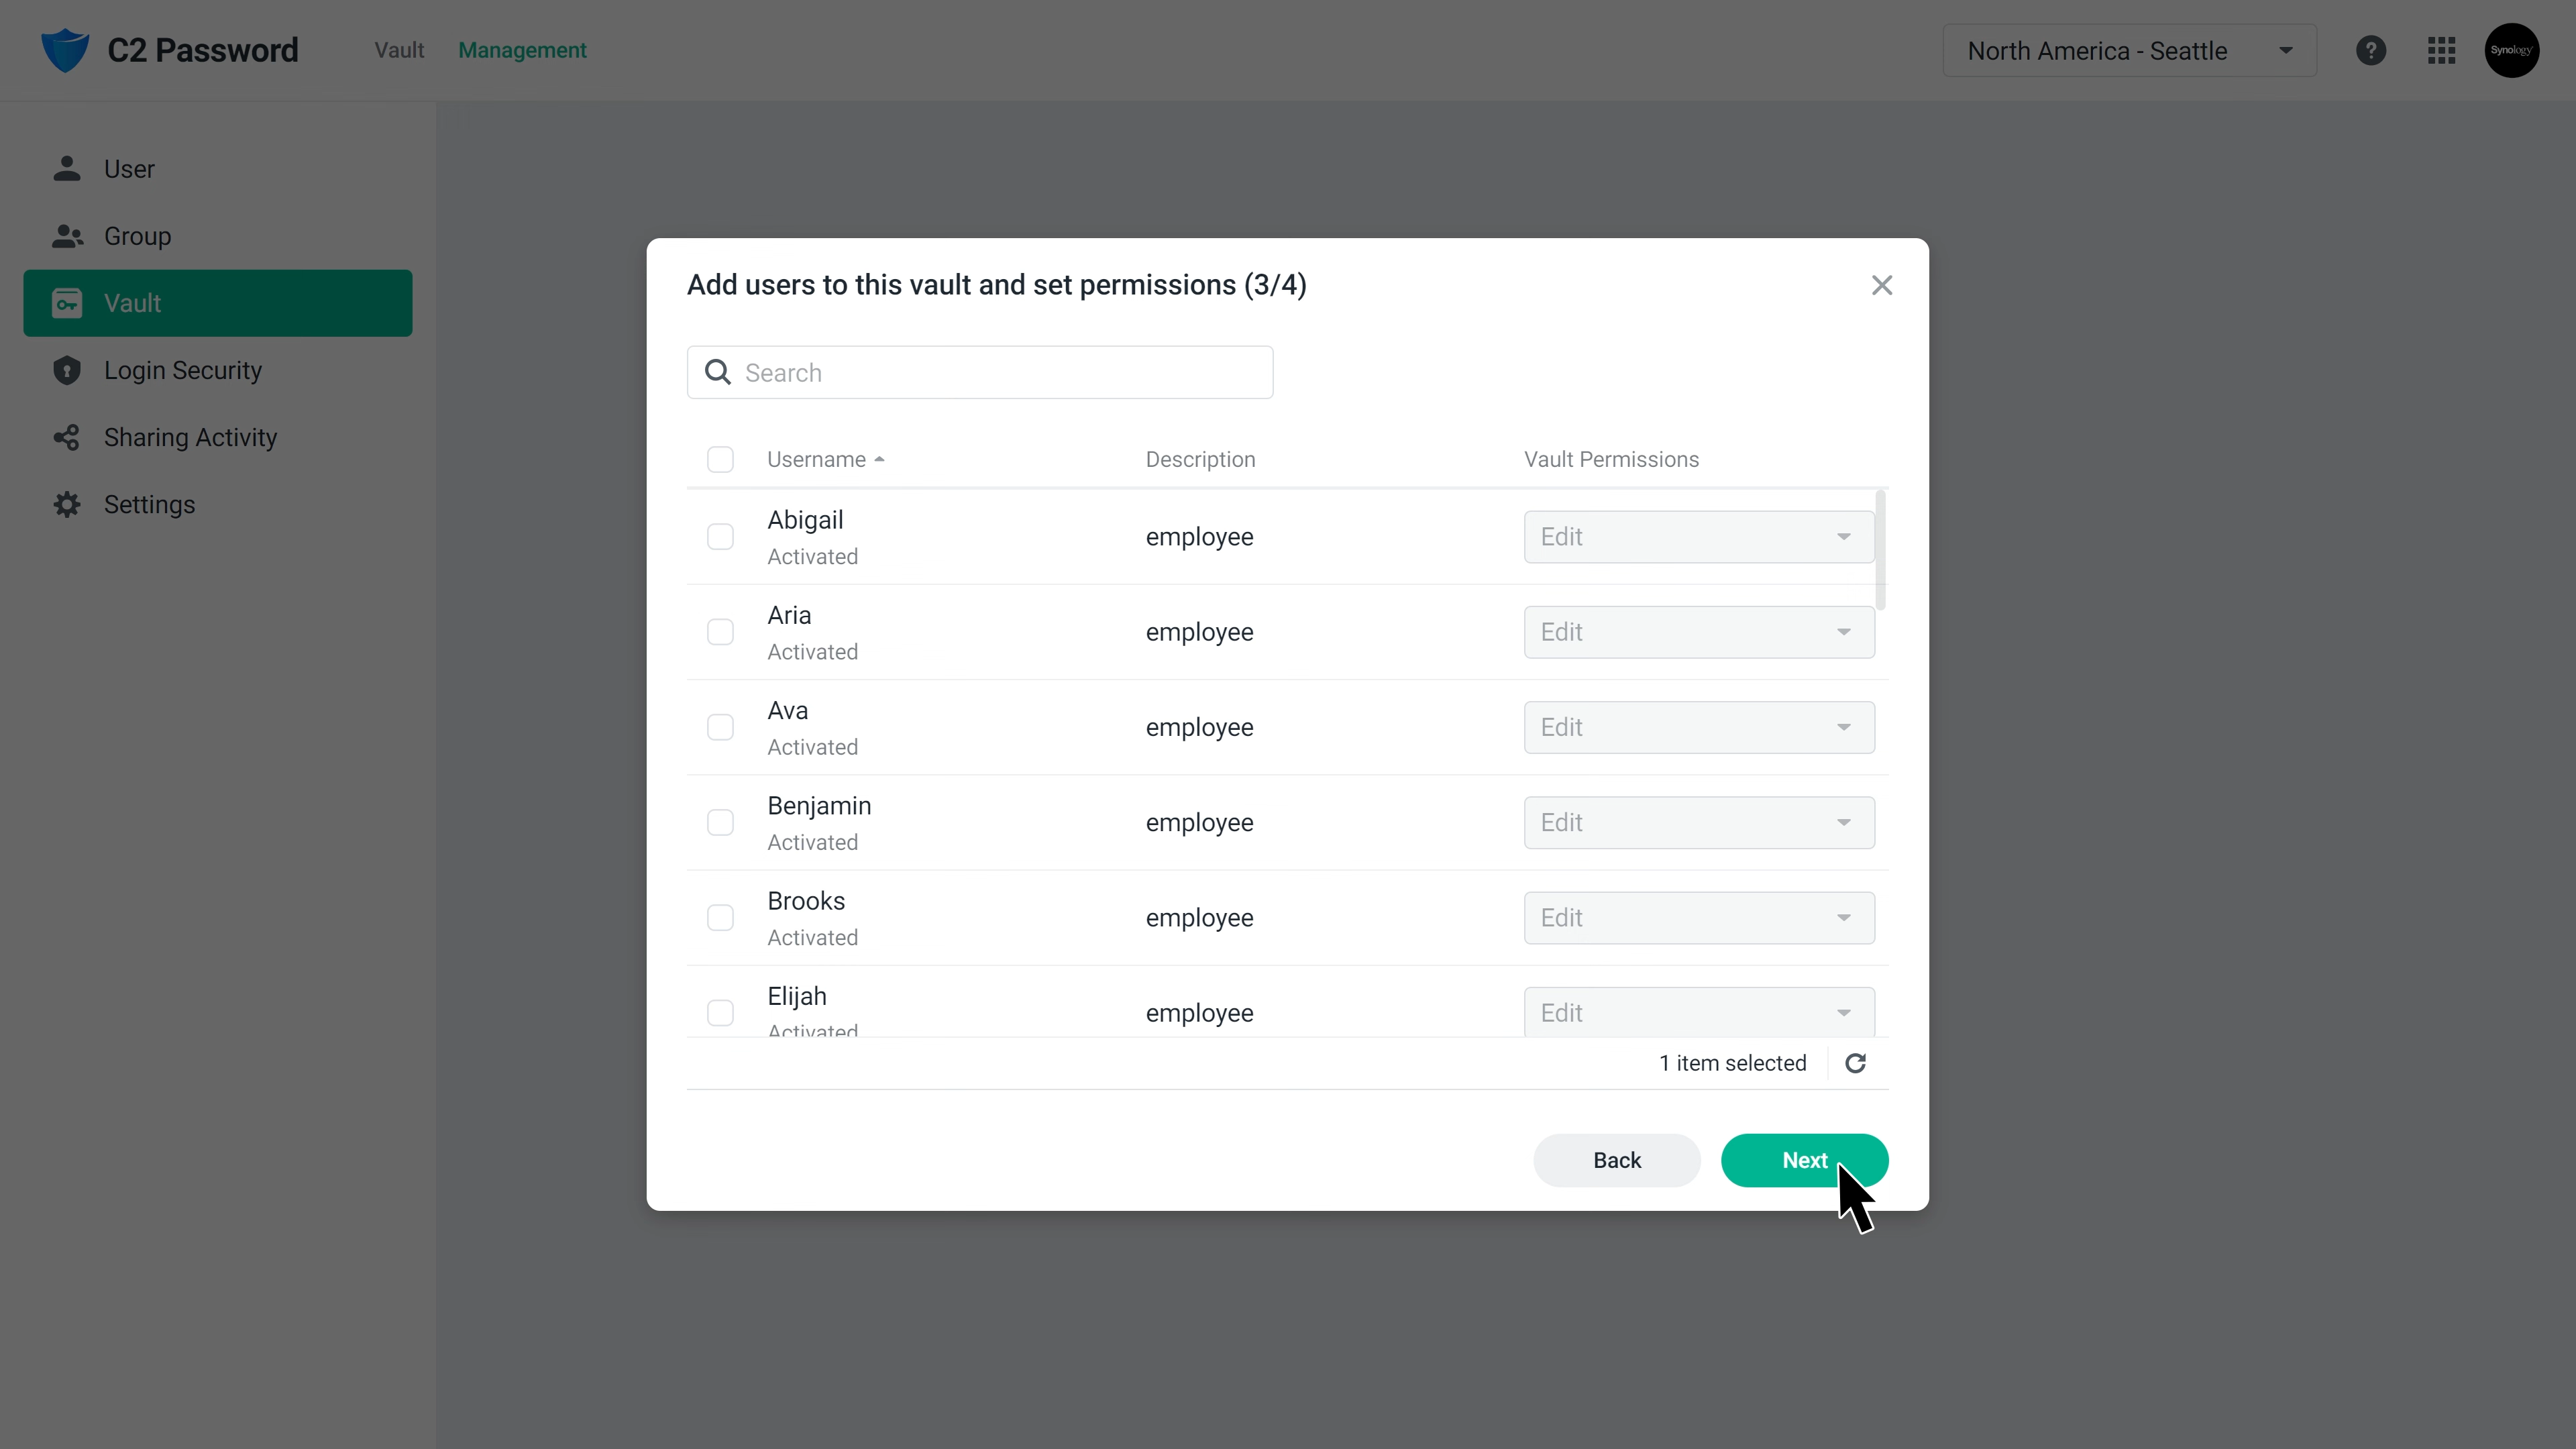 C2 Password
Vault
Management
North America - Seattle
Synology
User
Group
Vault
Login Security
Sharing Activity
Settings
Add users to this vault and set permissions (3/4)
Search
Username
Description
Vault Permissions
Abigail
Activated
employee
Edit
Aria
Activated
employee
Edit
Ava
Activated
employee
Edit
Benjamin
Activated
employee
Edit
Brooks
Activated
employee
Edit
Elijah
Activated
employee
Edit
1 item selected
Back
Next